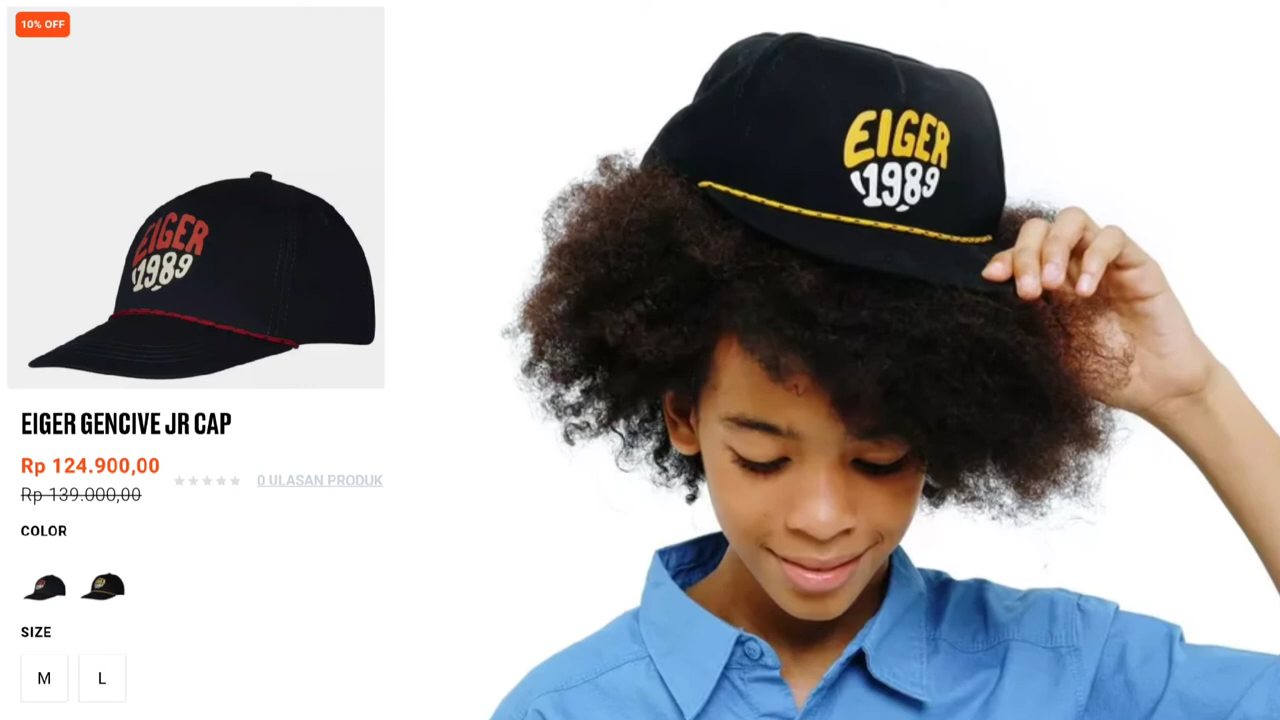 10% OFF
EIGER
1989
EIGER GENCIVE JR CAP
Rp 124.900,00
Rp 139.000,00
0 ULASAN PRODUK
COLOR
SIZE
M L
EIGER
1989